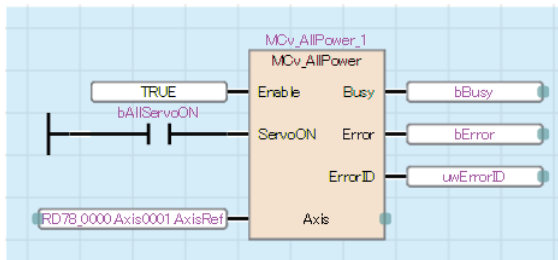 MCv_AllPower_1
MCv_AllPower
TRUE Enable Busy bBusy
bAllServoON
ServoON Error bError
ErrorID uwErrorID
RD78_0000.Axis0001.AxisRef Axis